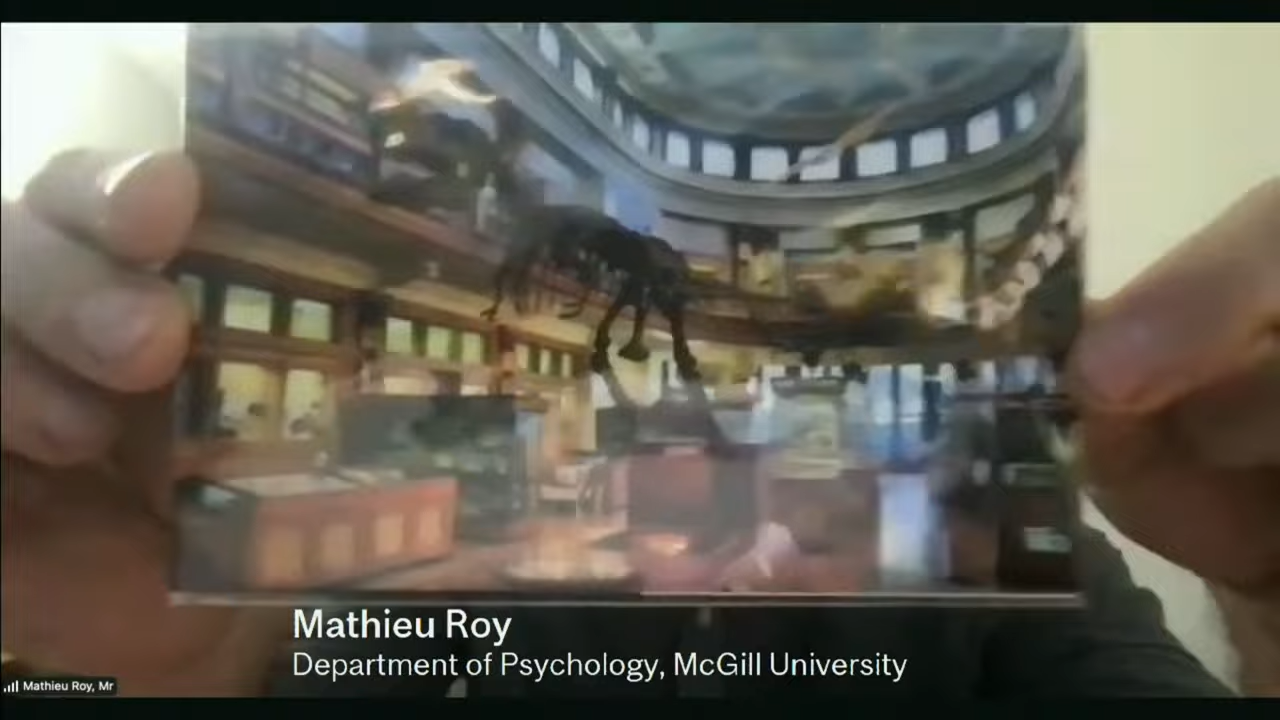 Mathieu Roy
Department of Psychology, McGill University
Mathieu Roy, Mr